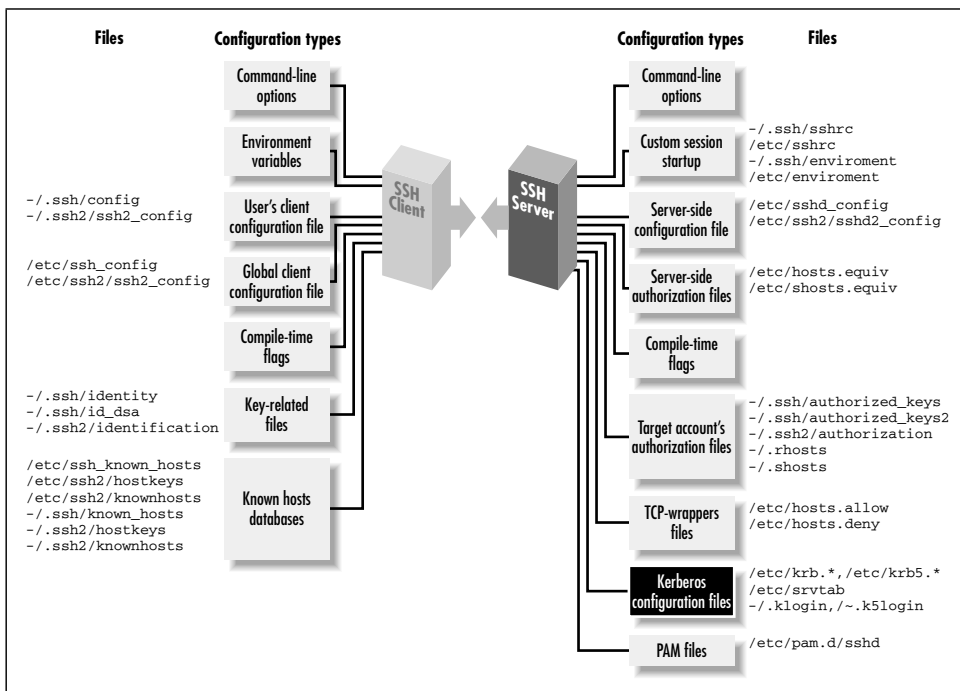 Files
Configuration types
Command-line
options
Environment
variables
-/.ssh/config
-/.ssh2/ssh2_config
User's client
configuration file
/etc/ssh_config
/etc/ssh2/ssh2_config
Global client
configuration file
Compile-time
flags
-/.ssh/identity
-/.ssh/id_dsa
-/.ssh2/identification
Key-related
files
/etc/ssh_known_hosts
/etc/ssh2/hostkeys
/etc/ssh2/knownhosts
-/.ssh/known_hosts
-/.ssh2/hostkeys
-/.ssh2/knownhosts
Known hosts
databases
SSH
Client
SSH
Server
Configuration types
Files
Command-line
options
Custom session
startup
-/.ssh/sshrc
/etc/sshrc
-/.ssh/enviroment
/etc/enviroment
Server-side
configuration file
/etc/sshd_config
/etc/ssh2/sshd2_config
Server-side
authorization files
/etc/hosts.equiv
/etc/shosts.equiv
Compile-time
flags
Target account's
authorization files
-/.ssh/authorized_keys
-/.ssh/authorized_keys2
-/.ssh2/authorization
-/.rhosts
-/.shosts
TCP-wrappers
files
/etc/hosts.allow
/etc/hosts.deny
Kerberos
configuration files
/etc/krb.*,/etc/krb5.*
/etc/srvtab
-/.klogin,/~.k5login
PAM files
/etc/pam.d/sshd